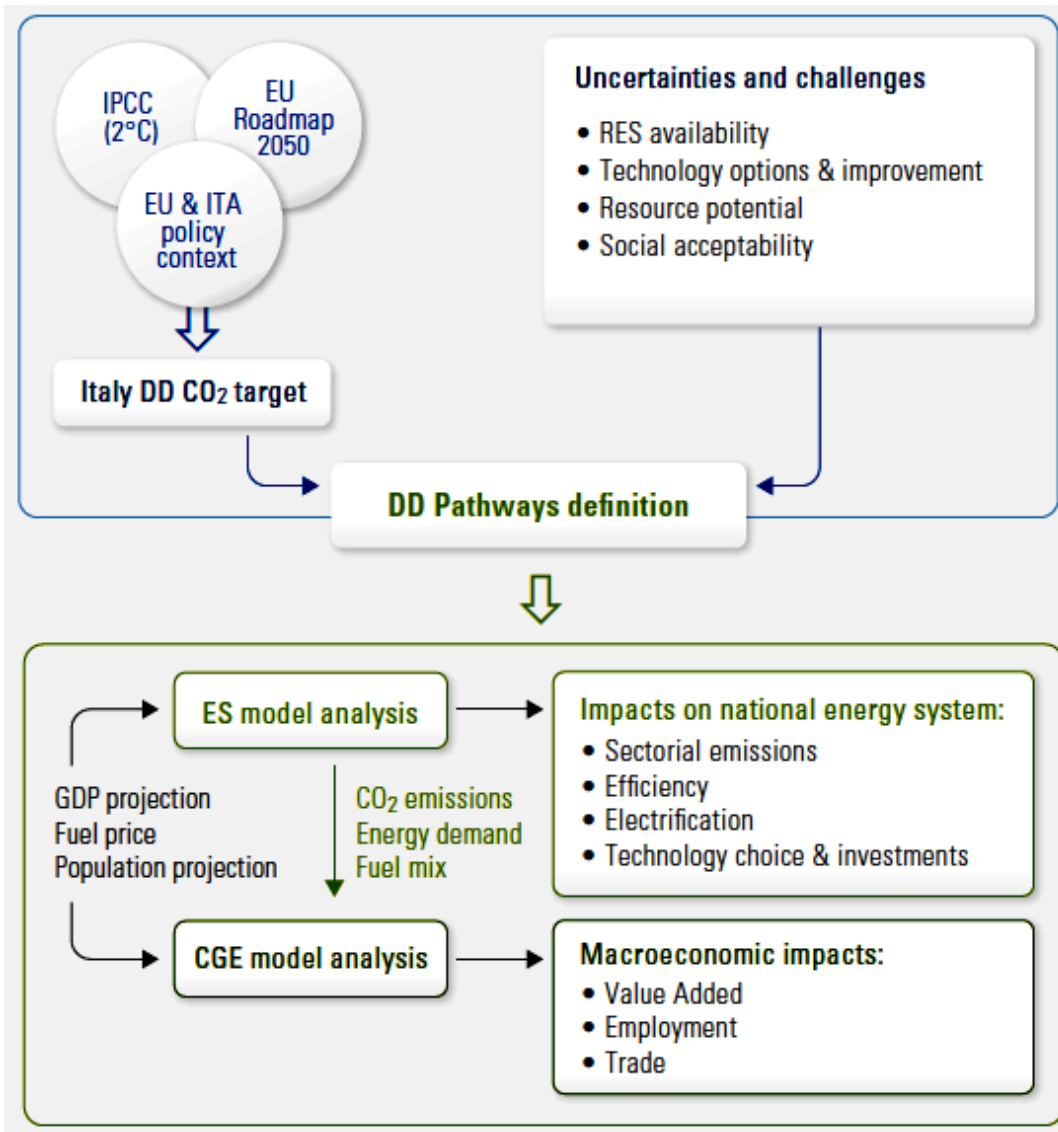 IPCC
(2°C)
EU
Roadmap
2050
EU & ITA
policy
context
Italy DD CO₂ target
Uncertainties and challenges
• RES availability
• Technology options & improvement
• Resource potential
• Social acceptability
DD Pathways definition
ES model analysis
GDP projection
Fuel price
Population projection
CO₂ emissions
Energy demand
Fuel mix
CGE model analysis
Impacts on national energy system:
• Sectorial emissions
• Efficiency
• Electrification
• Technology choice & investments
Macroeconomic impacts:
• Value Added
• Employment
• Trade